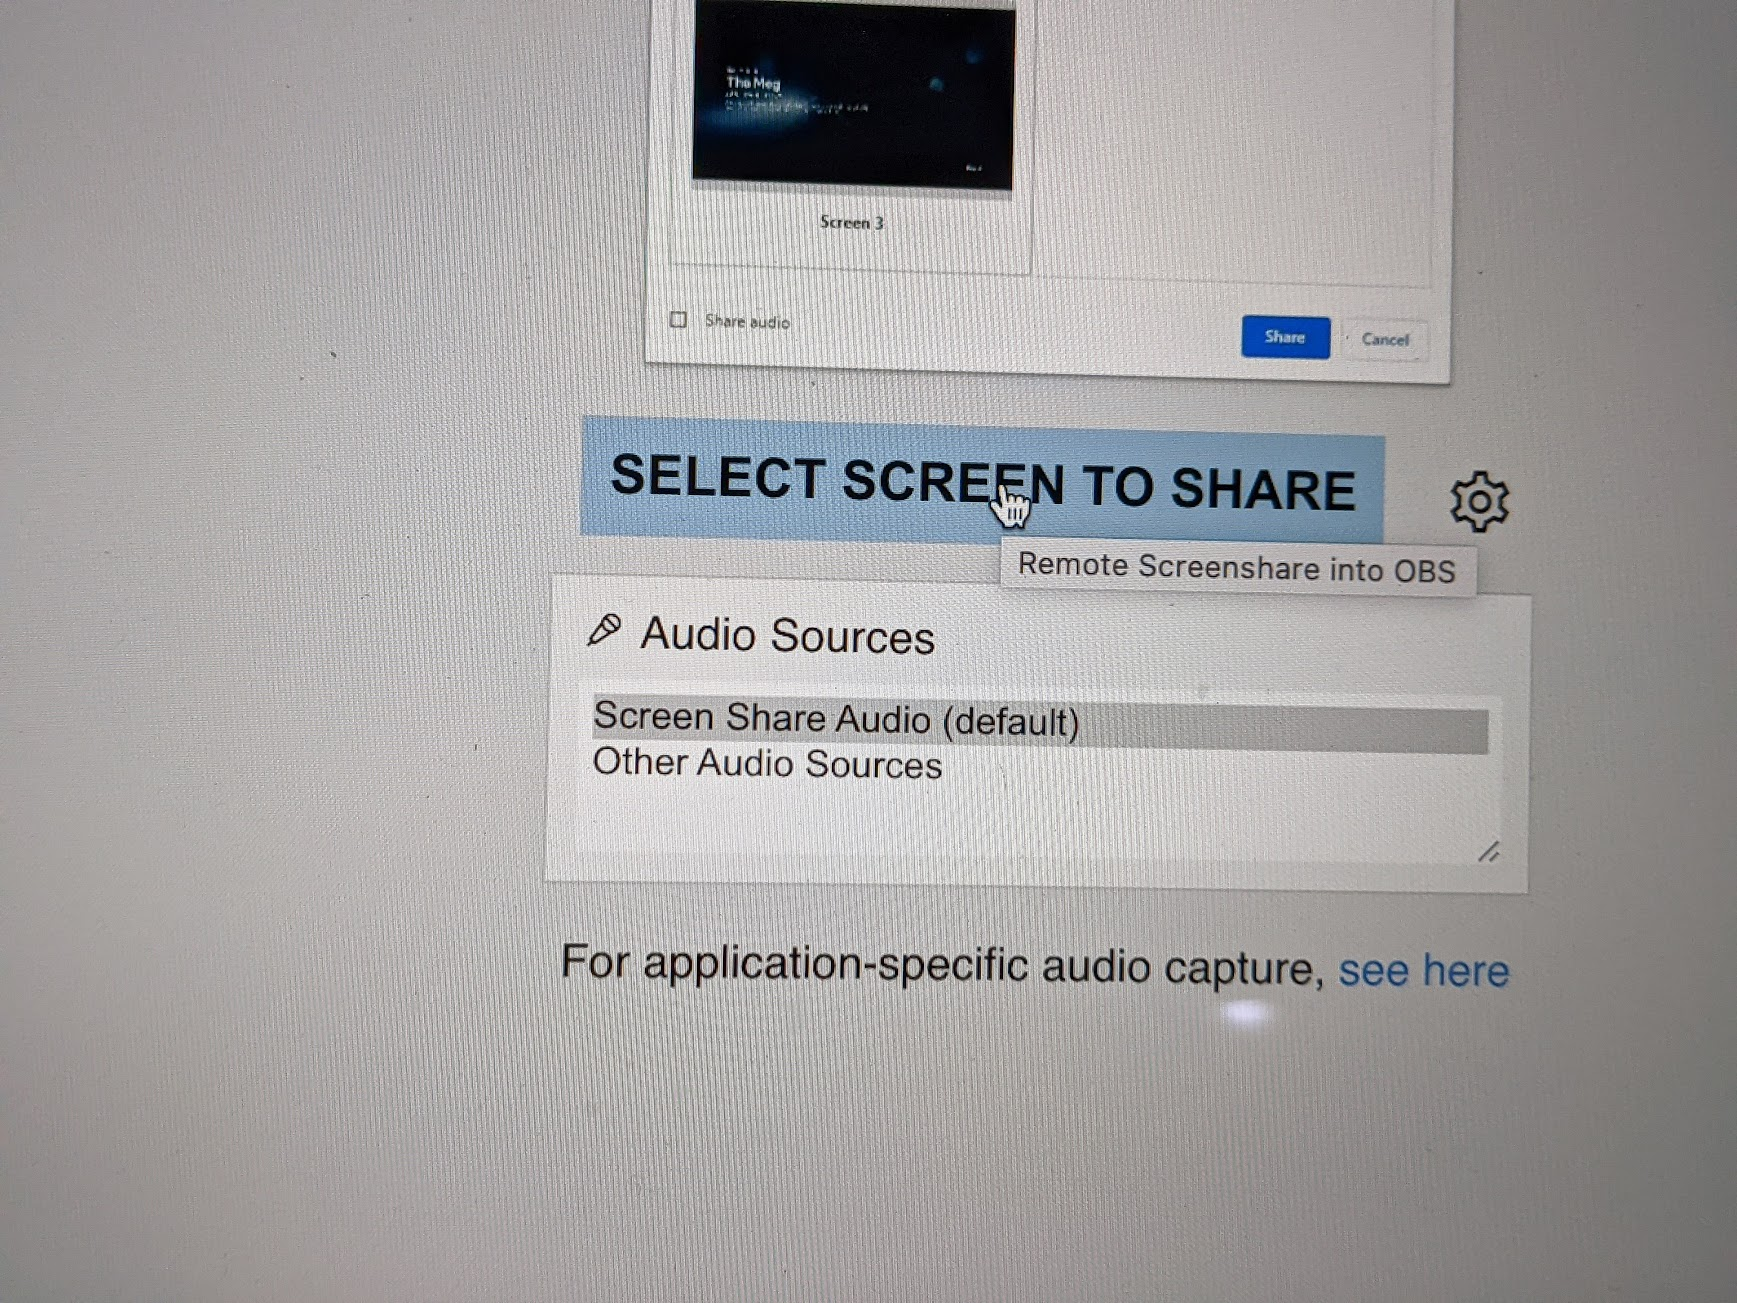 The Meg
Screen 3
Share audio
Share
Cancel
SELECT SCREEN TO SHARE
Remote Screenshare into OBS
Audio Sources
Screen Share Audio (default)
Other Audio Sources
For application-specific audio capture, see here